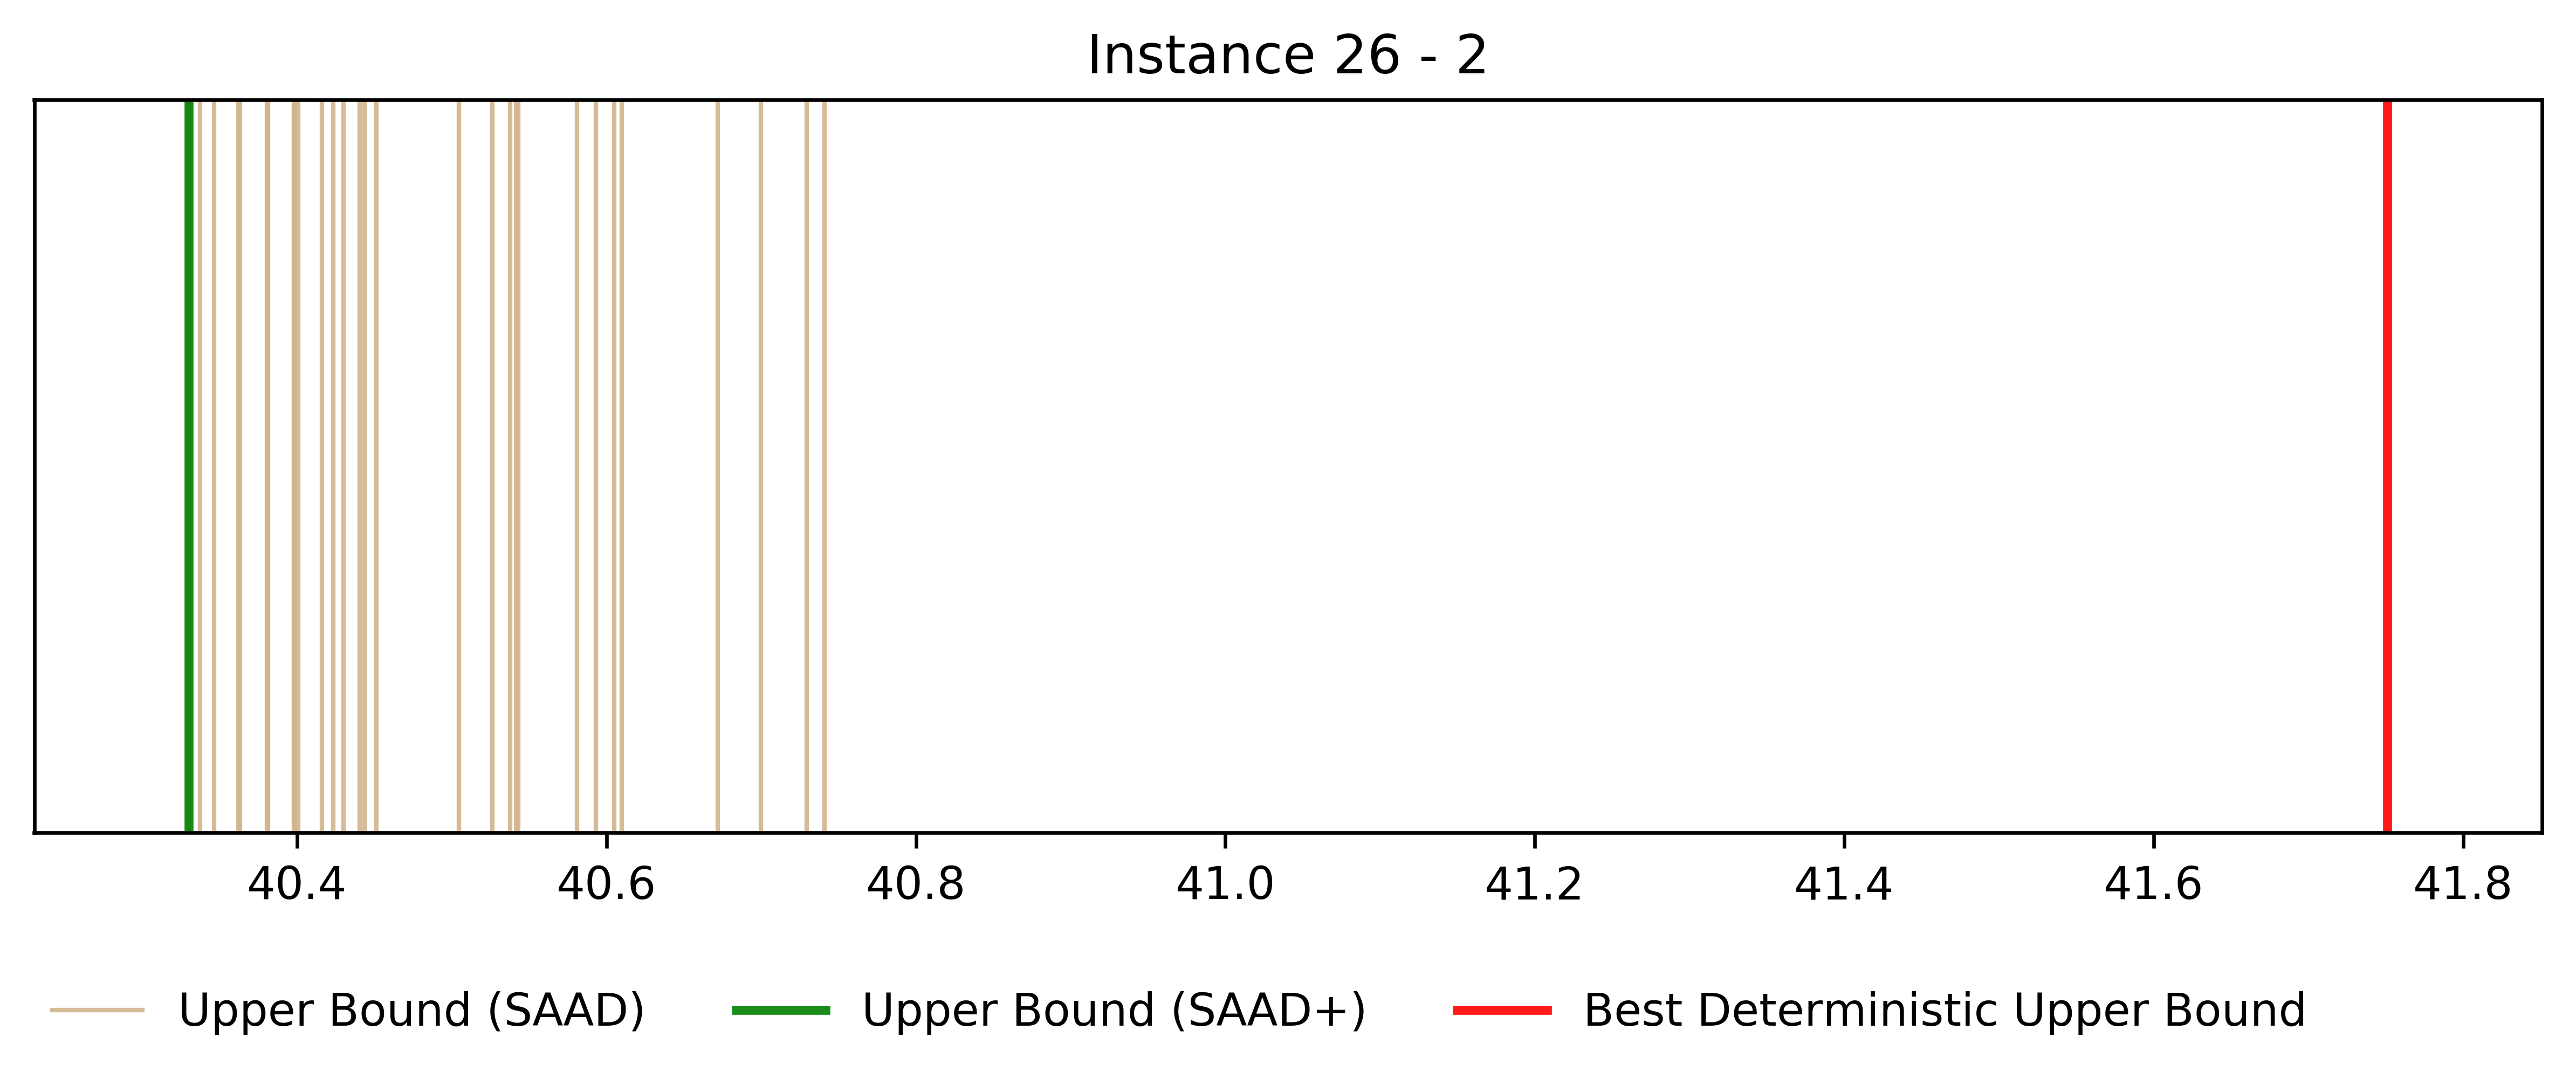 Instance 26 - 2
40.4 40.6 40.8 41.0 41.2 41.4 41.6 41.8
Upper Bound (SAAD) Upper Bound (SAAD+) Best Deterministic Upper Bound